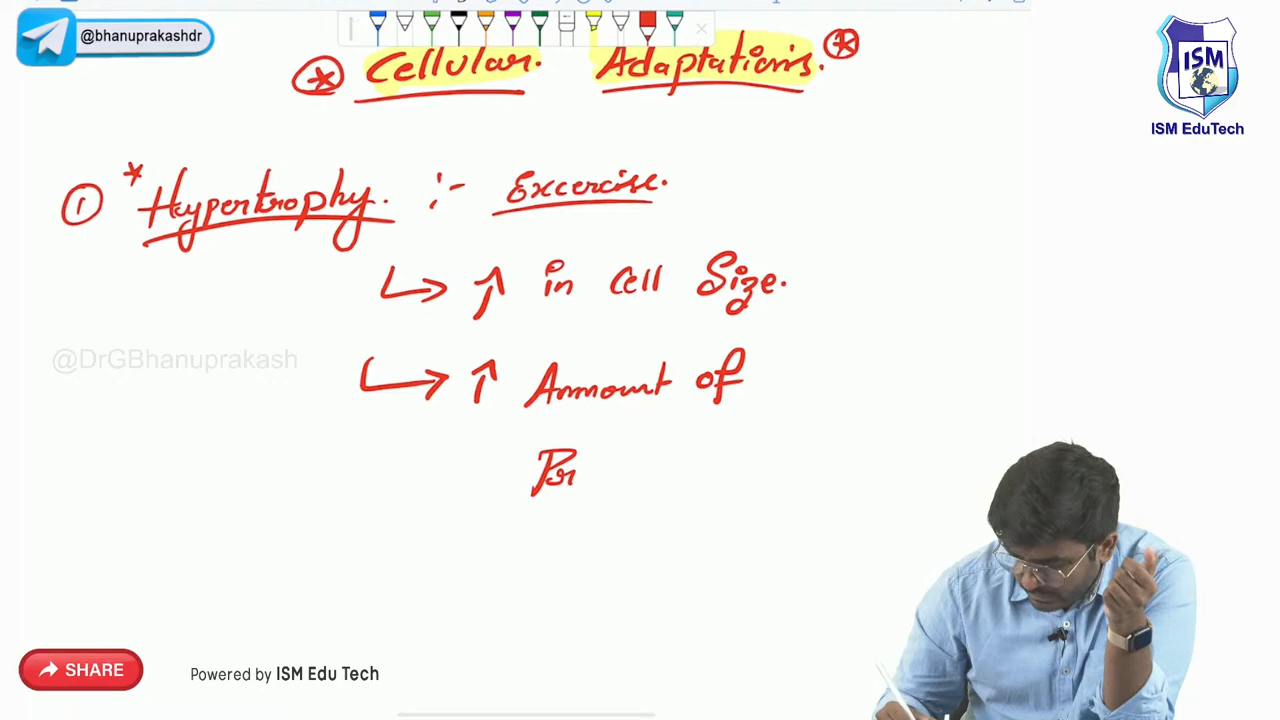 @bhanuprakashdr
* Cellular. Adaptations. *
ISM
ISM EduTech
① * Hypertrophy. :- Excercise.
↳ ↑ in Cell Size.
↳ ↑ Ammount of
@DrGBhanuprakash
Pr
SHARE
Powered by ISM Edu Tech